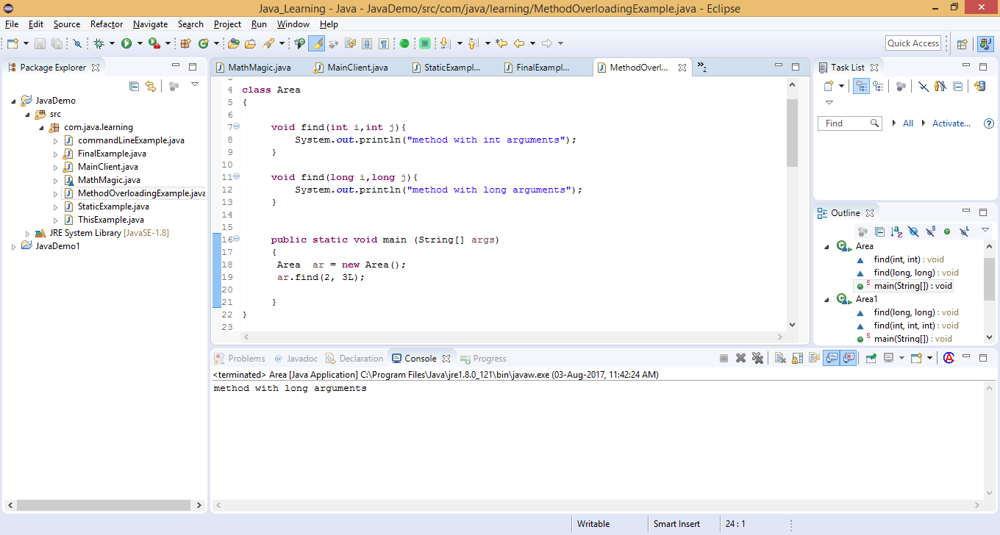 Java_Learning - Java - JavaDemo/src/com/java/learning/MethodOverloadingExample.java - Eclipse
File Edit Source Refactor Navigate Search Project Run Window Help
Quick Access
Package Explorer
JavaDemo
src
com.java.learning
commandLineExample.java
FinalExample.java
MainClient.java
MathMagic.java
MethodOverloadingExample.java
StaticExample.java
ThisExample.java
JRE System Library [JavaSE-1.8]
JavaDemo1
MathMagic.java MainClient.java StaticExampl... FinalExampl... MethodOverl... »2
3
4 class Area
5 {
6
7 void find(int i,int j){
8 System.out.println("method with int arguments");
9 }
10
11 void find(long i,long j){
12 System.out.println("method with long arguments");
13 }
14
15
16 public static void main (String[] args)
17 {
18 Area  ar = new Area();
19 ar.find(2, 3L);
20
21 }
22 }
23
Task List
Find All Activate...
Outline
Area
find(int, int) : void
find(long, long) : void
S main(String[]) : void
Area1
find(long, long) : void
find(int, int, int) : void
S main(String[]) : void
Problems @ Javadoc Declaration Console Progress
<terminated> Area [Java Application] C:\Program Files\Java\jre1.8.0_121\bin\javaw.exe (03-Aug-2017, 11:42:24 AM)
method with long arguments
Writable Smart Insert 24 : 1